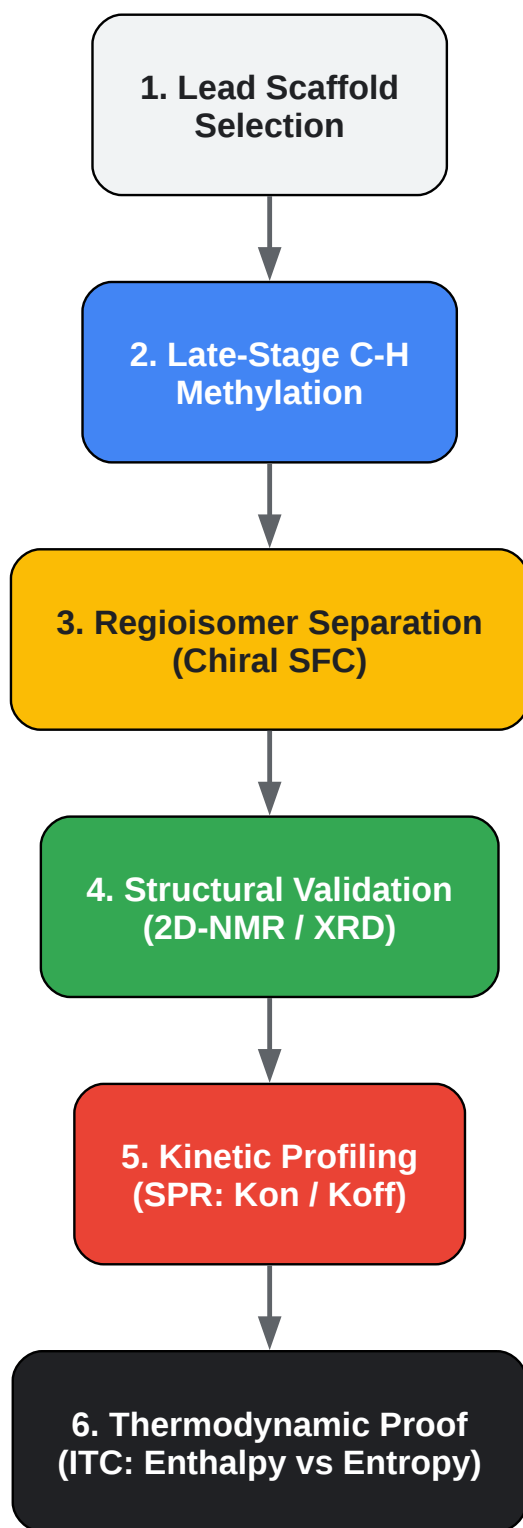 1. Lead Scaffold
Selection
2. Late-Stage C-H
Methylation
3. Regioisomer Separation
(Chiral SFC)
4. Structural Validation
(2D-NMR / XRD)
5. Kinetic Profiling
(SPR: Kon / Koff)
6. Thermodynamic Proof
(ITC: Enthalpy vs Entropy)